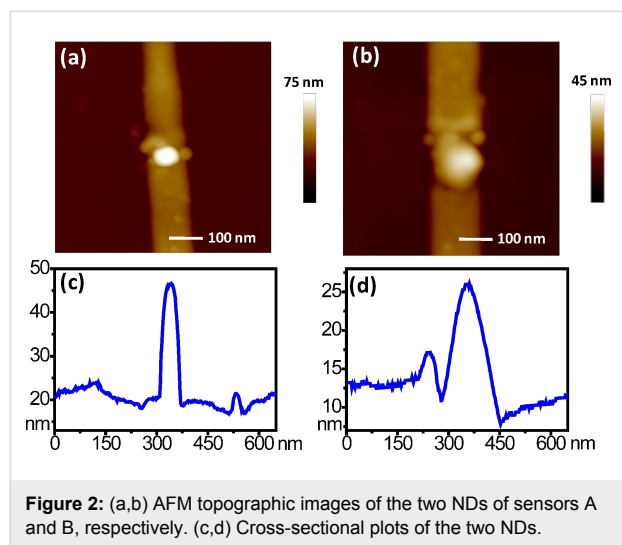 (a)
75 nm
100 nm
(b)
45 nm
100 nm
(c)
50
40
30
20
nm
0 150 300 450 600 nm
(d)
25
20
15
10
nm
0 150 300 450 600 nm
Figure 2: (a,b) AFM topographic images of the two NDs of sensors A
and B, respectively. (c,d) Cross-sectional plots of the two NDs.